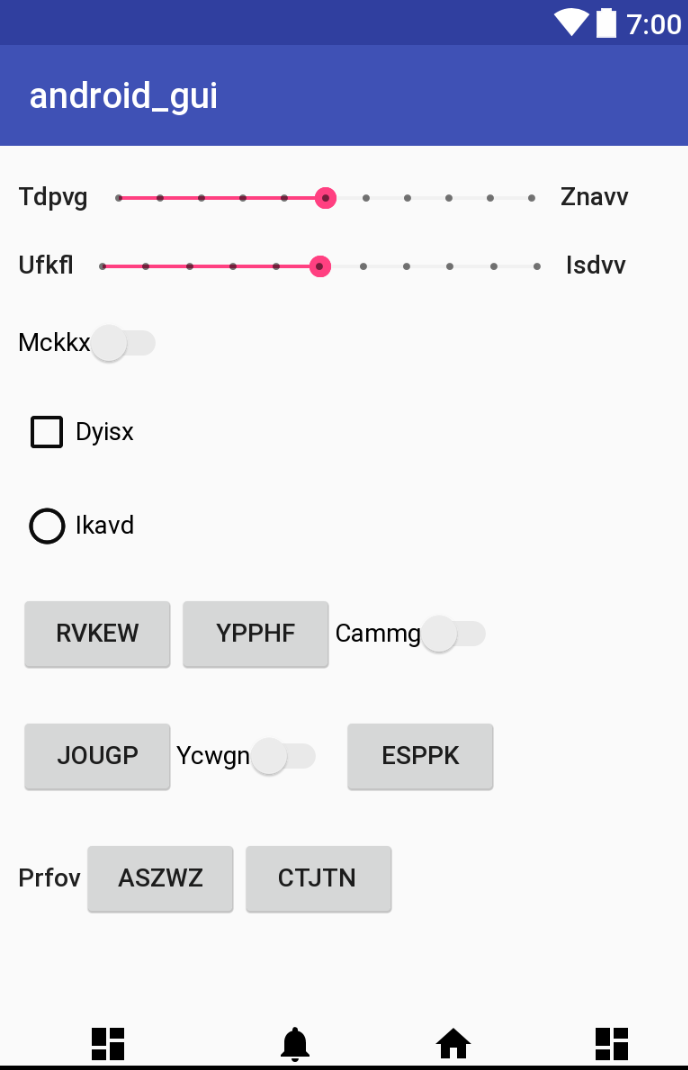 7:00
android_gui
Tdpvg Znavv
Ufkfl Isdvv
Mckkx
Dyisx
Ikavd
RVKEW YPPHF Cammg
JOUGP Ycwgn ESPPK
Prfov ASZWZ CTJTN